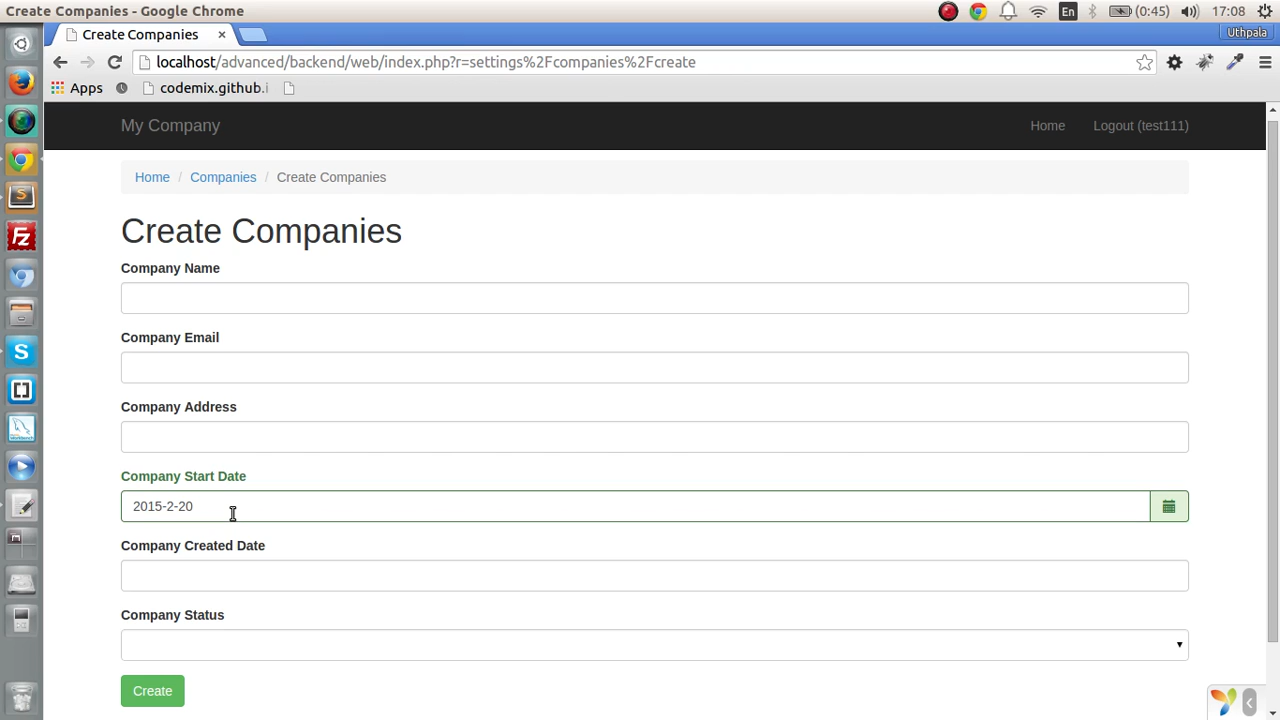 Create Companies - Google Chrome
En
(0:45)
17:08
Create Companies ×
Uthpala
localhost/advanced/backend/web/index.php?r=settings%2Fcompanies%2Fcreate
Apps
codemix.github.i
My Company
Home
Logout (test111)
Home / Companies / Create Companies
Create Companies
Company Name
Company Email
Company Address
Company Start Date
2015-2-20
Company Created Date
Company Status
Create